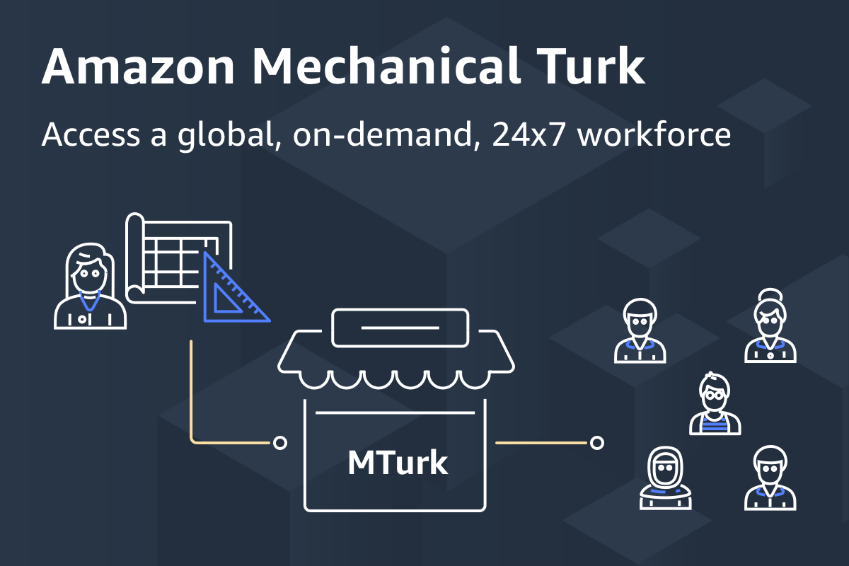 Amazon Mechanical Turk
Access a global, on-demand, 24x7 workforce
MTurk